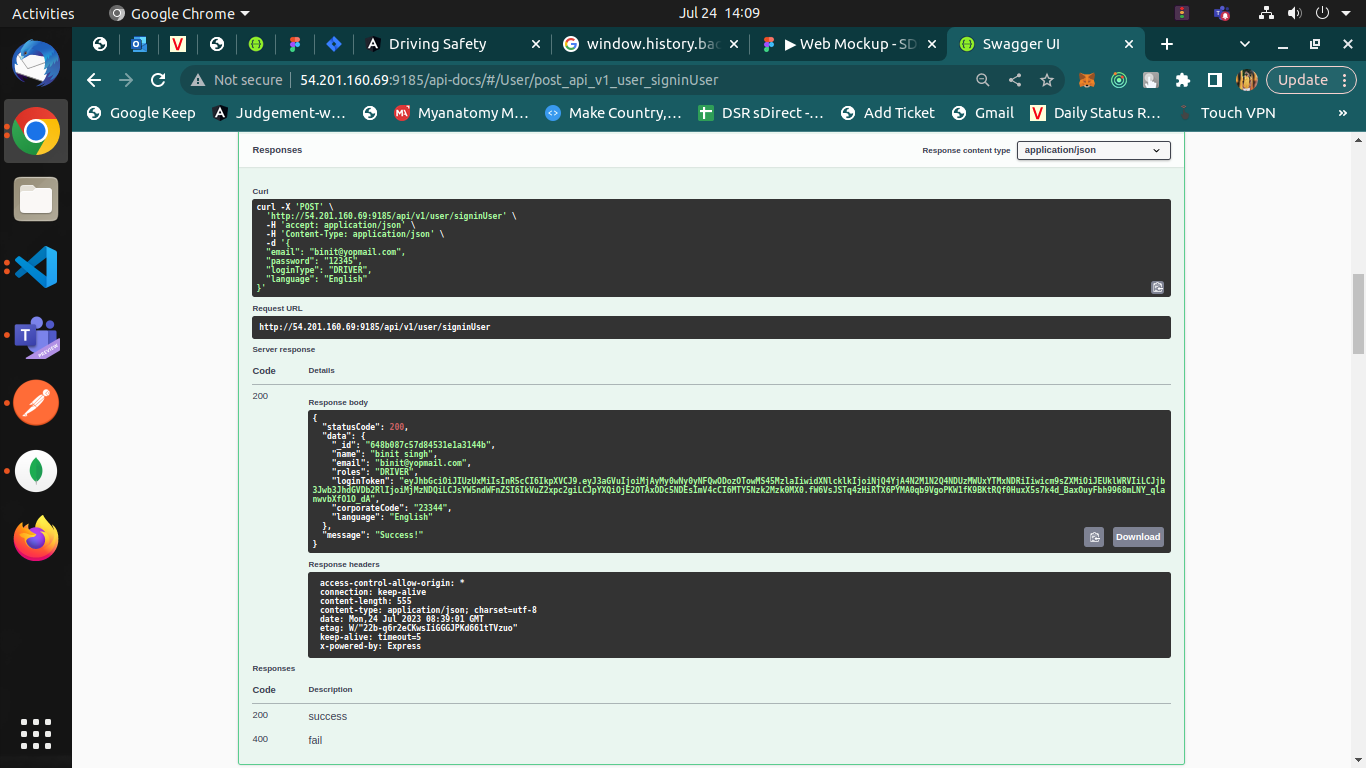 Activities
Google Chrome
Jul 24 14:09
Driving Safety
window.history.bac
▶ Web Mockup - SD
Swagger UI
Not secure
54.201.160.69:9185/api-docs/#/User/post_api_v1_user_signinUser
Update
Google Keep
Judgement-w...
Myanatomy M...
Make Country,...
DSR sDirect -...
Add Ticket
Gmail
Daily Status R...
Touch VPN
»
Responses
Response content type
application/json
Curl
curl -X 'POST' \
'http://54.201.160.69:9185/api/v1/user/signinUser' \
-H 'accept: application/json' \
-H 'Content-Type: application/json' \
-d '{
"email": "binit@yopmail.com",
"password": "12345",
"loginType": "DRIVER",
"language": "English"
}'
Request URL
http://54.201.160.69:9185/api/v1/user/signinUser
Server response
Code
Details
200
Response body
{
"statusCode": 200,
"data": {
"_id": "648b087c57d84531e1a3144b",
"name": "binit singh",
"email": "binit@yopmail.com",
"roles": "DRIVER",
"loginToken":
"corporateCode": "23344",
"language": "English"
},
"message": "Success!"
}
Download
Response headers
access-control-allow-origin: *
connection: keep-alive
content-length: 555
content-type: application/json; charset=utf-8
date: Mon,24 Jul 2023 08:39:01 GMT
etag: W/"22b-q6r2eCKwsIiGGGJPKd661tTVzuo"
keep-alive: timeout=5
x-powered-by: Express
Responses
Code
Description
200
success
400
fail